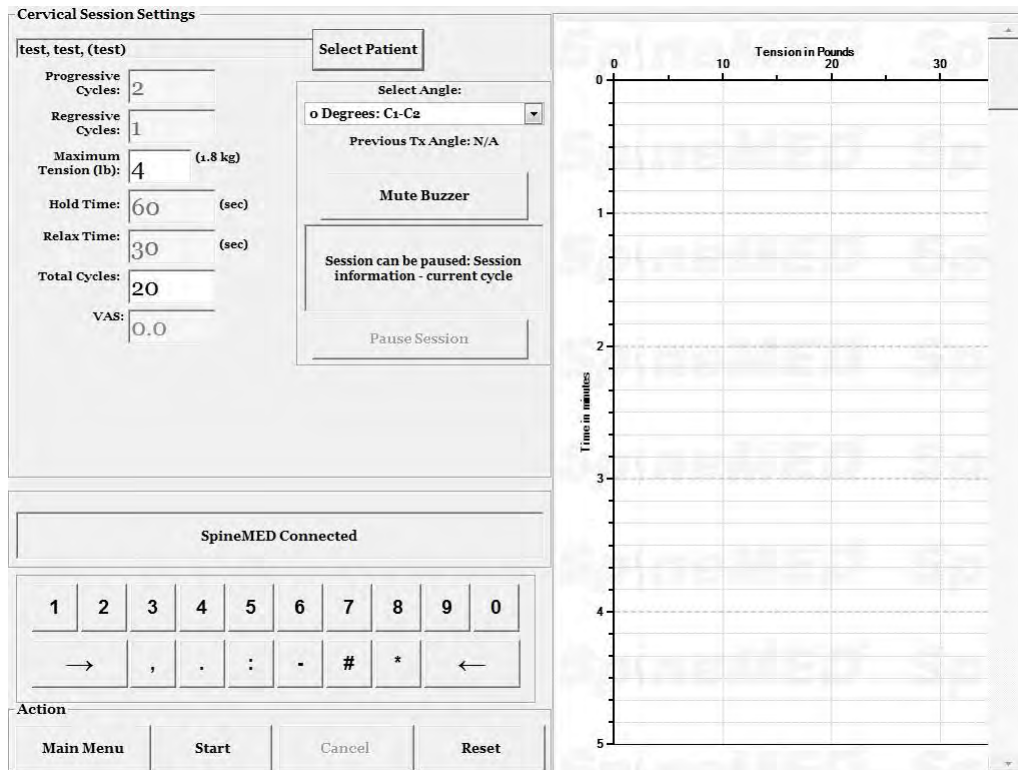 Cervical Session Settings
test, test, (test)
Select Patient
Progressive
Cycles:
2
Regressive
Cycles:
1
Maximum
Tension (lb):
4
(1.8 kg)
Hold Time:
60
(sec)
Relax Time:
30
(sec)
Total Cycles:
20
VAS:
0.0
Select Angle:
0 Degrees: C1-C2
Previous Tx Angle: N/A
Mute Buzzer
Session can be paused: Session
information - current cycle
Pause Session
SpineMED Connected
1 2 3 4 5 6 7 8 9 0
→ , . : - # * ←
Action
Main Menu Start Cancel Reset
Tension in Pounds
0 10 20 30
Time in minutes
0
1
2
3
4
5